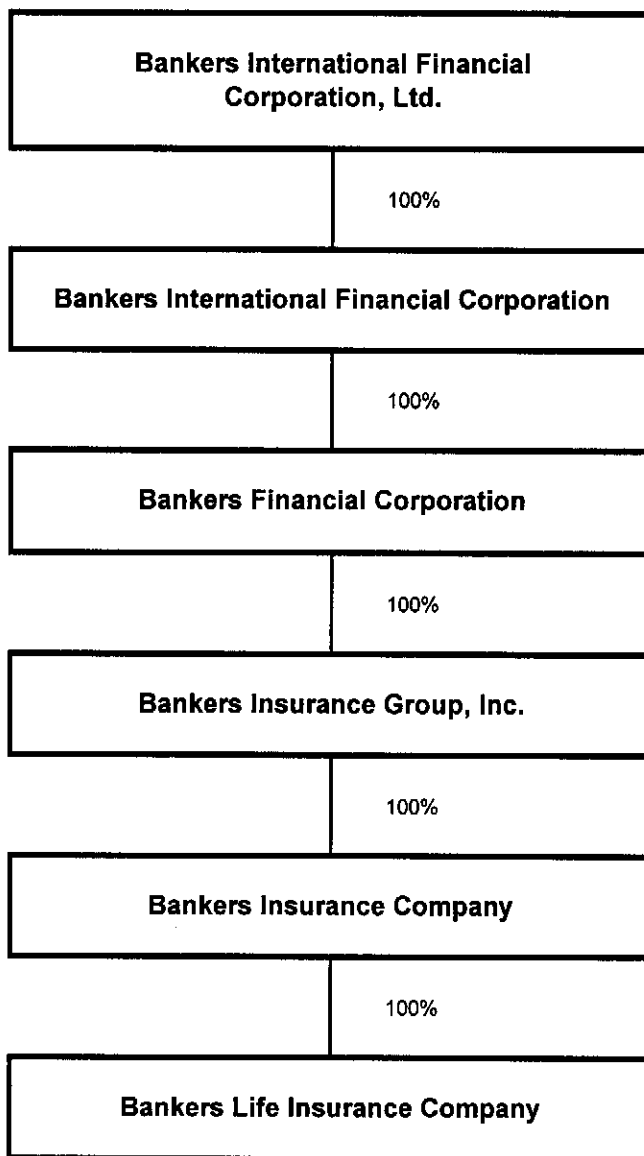 Bankers International Financial
Corporation, Ltd.
100%
Bankers International Financial Corporation
100%
Bankers Financial Corporation
100%
Bankers Insurance Group, Inc.
100%
Bankers Insurance Company
100%
Bankers Life Insurance Company